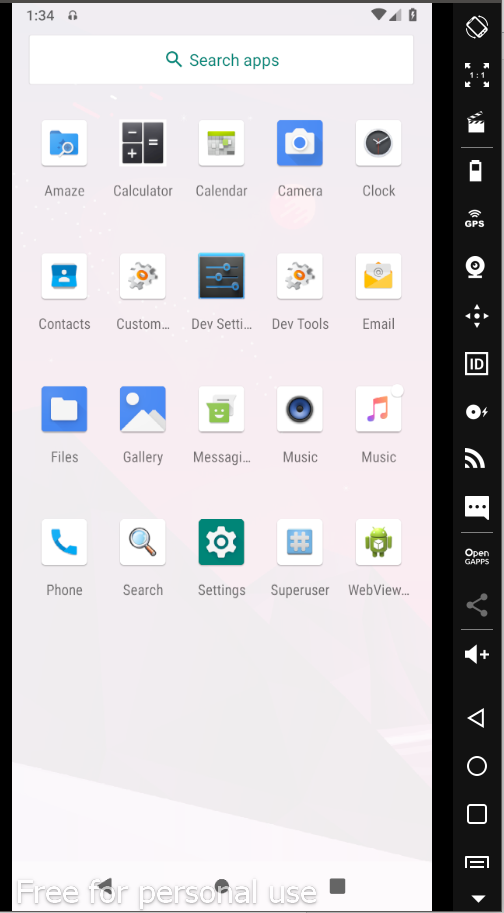 1:34
Search apps
Amaze Calculator Calendar Camera Clock
Contacts Custom... Dev Setti... Dev Tools Email
Files Gallery Messagi... Music Music
Phone Search Settings Superuser WebView...
Free for personal use
1:1
GPS
ID
Open
GAPPS